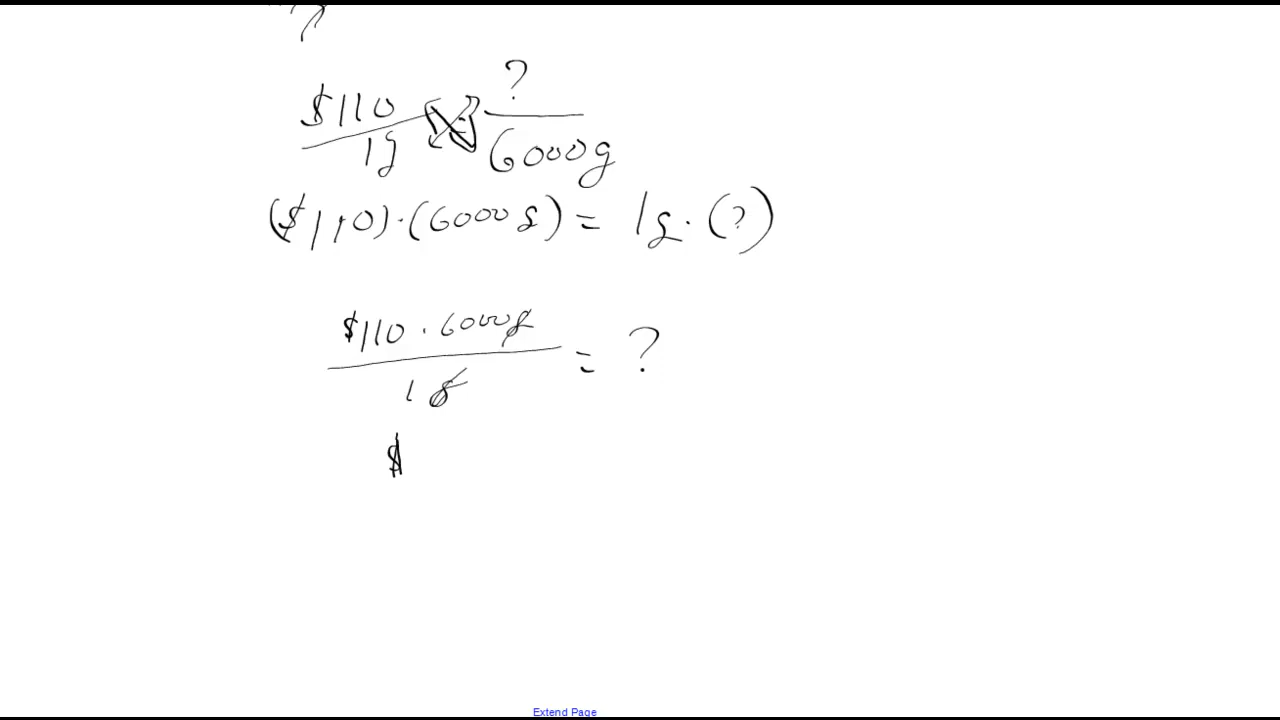 $110 / 1g = ? / 6000g
($110) · (6000g) = 1g · (?)
$110 · 6000g / 1g = ?
$
Extend Page